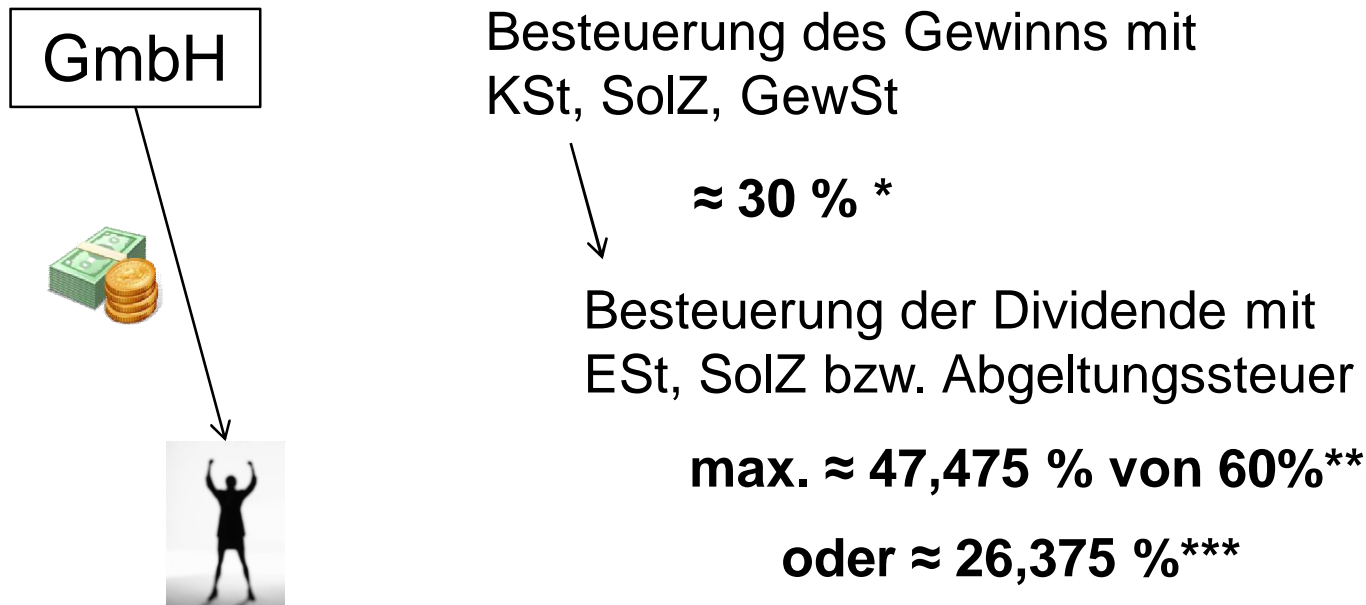 GmbH
Besteuerung des Gewinns mit
KSt, SolZ, GewSt
≈ 30 % *
Besteuerung der Dividende mit
ESt, SolZ bzw. Abgeltungssteuer
max. ≈ 47,475 % von 60%**
oder ≈ 26,375 %***